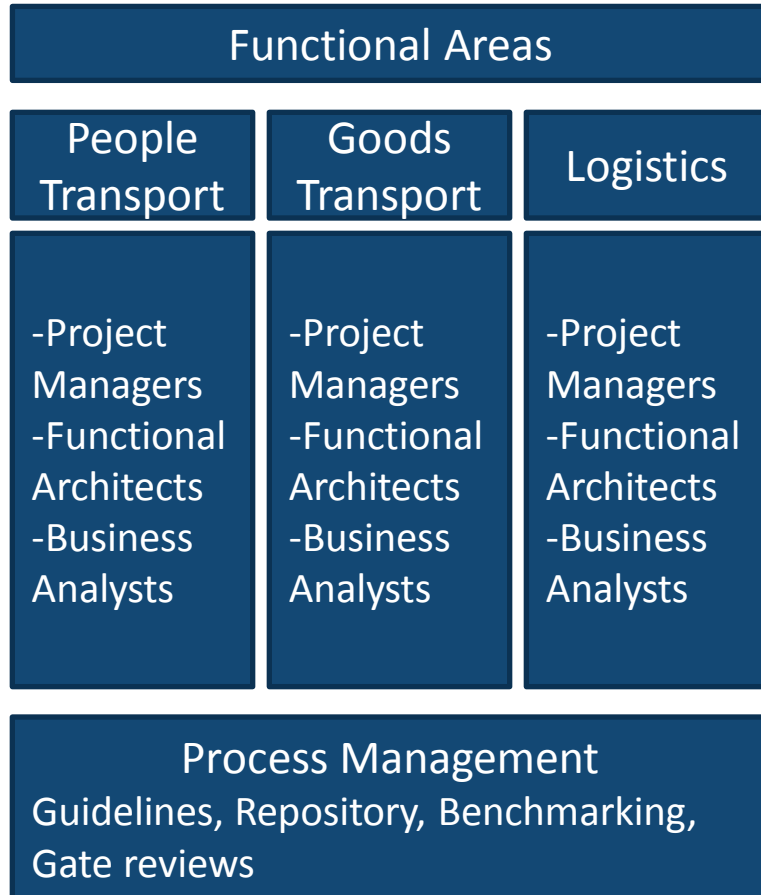 Functional Areas
People
Transport
Goods
Transport
Logistics
-Project
Managers
-Functional
Architects
-Business
Analysts
-Project
Managers
-Functional
Architects
-Business
Analysts
-Project
Managers
-Functional
Architects
-Business
Analysts
Process Management
Guidelines, Repository, Benchmarking,
Gate reviews